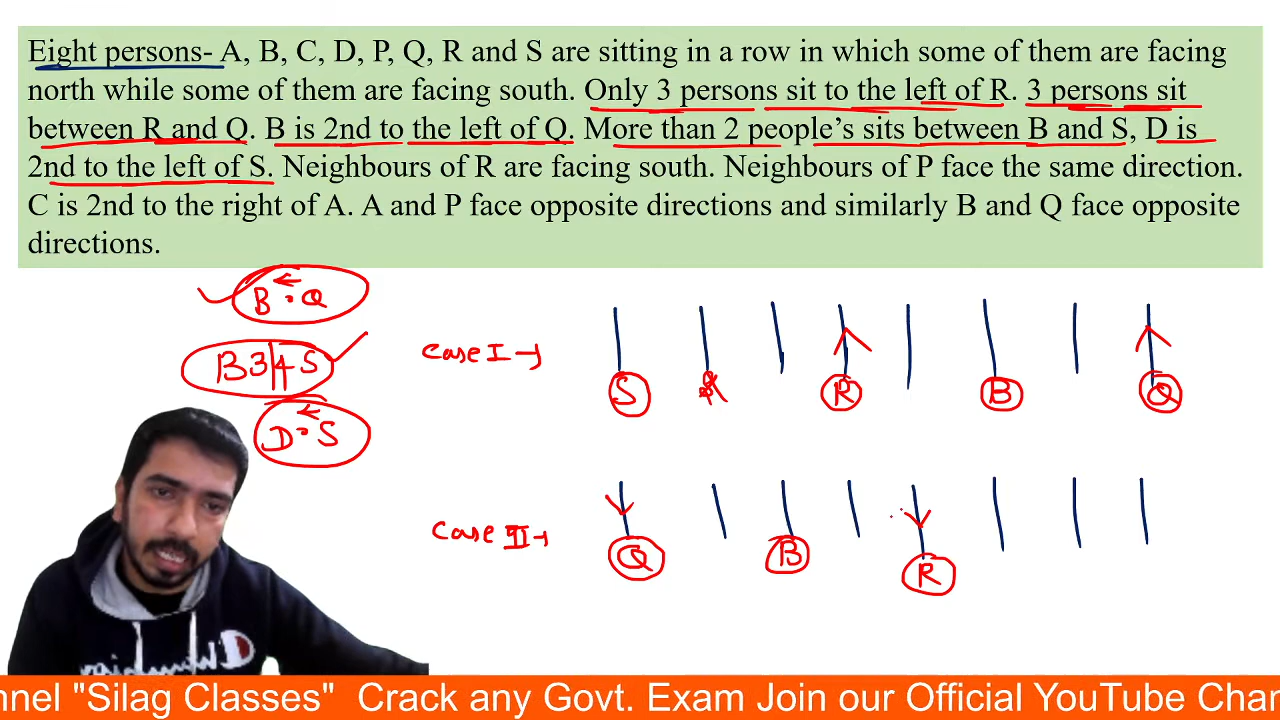 Eight persons- A, B, C, D, P, Q, R and S are sitting in a row in which some of them are facing
north while some of them are facing south. Only 3 persons sit to the left of R. 3 persons sit
between R and Q. B is 2nd to the left of Q. More than 2 people's sits between B and S, D is
2nd to the left of S. Neighbours of R are facing south. Neighbours of P face the same direction.
C is 2nd to the right of A. A and P face opposite directions and similarly B and Q face opposite
directions.
B ← Q
B 3 | 4 S
D ← S
Case I →
S R B Q
Case II →
Q B R
Champion
nnel "Silag Classes" Crack any Govt. Exam Join our Official YouTube Chan